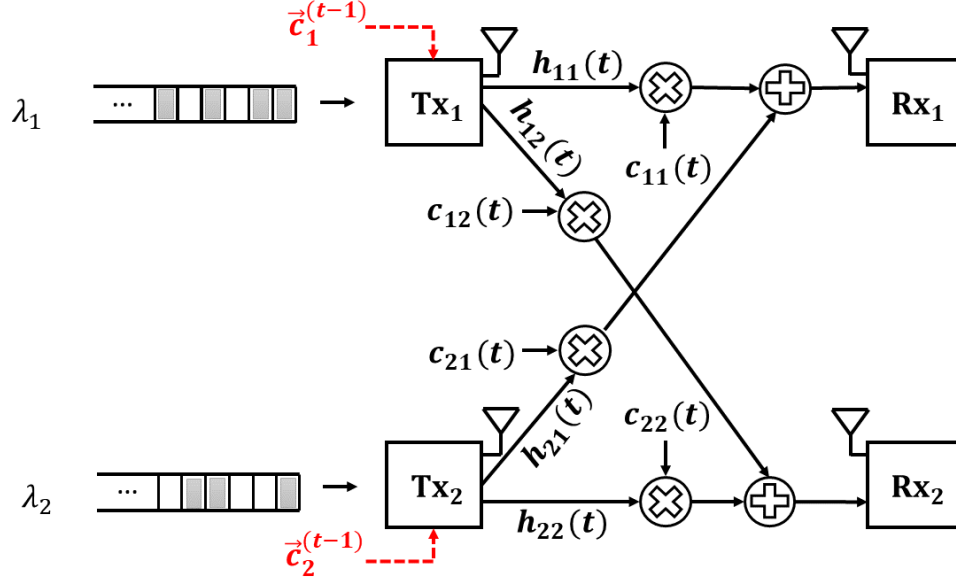 c⃗₁⁽ᵗ⁻¹⁾
λ₁
...
Tx₁
h₁₁(t)
Rx₁
h₁₂(t)
c₁₁(t)
c₁₂(t)
c₂₁(t)
h₂₁(t)
c₂₂(t)
λ₂
...
Tx₂
h₂₂(t)
Rx₂
c⃗₂⁽ᵗ⁻¹⁾